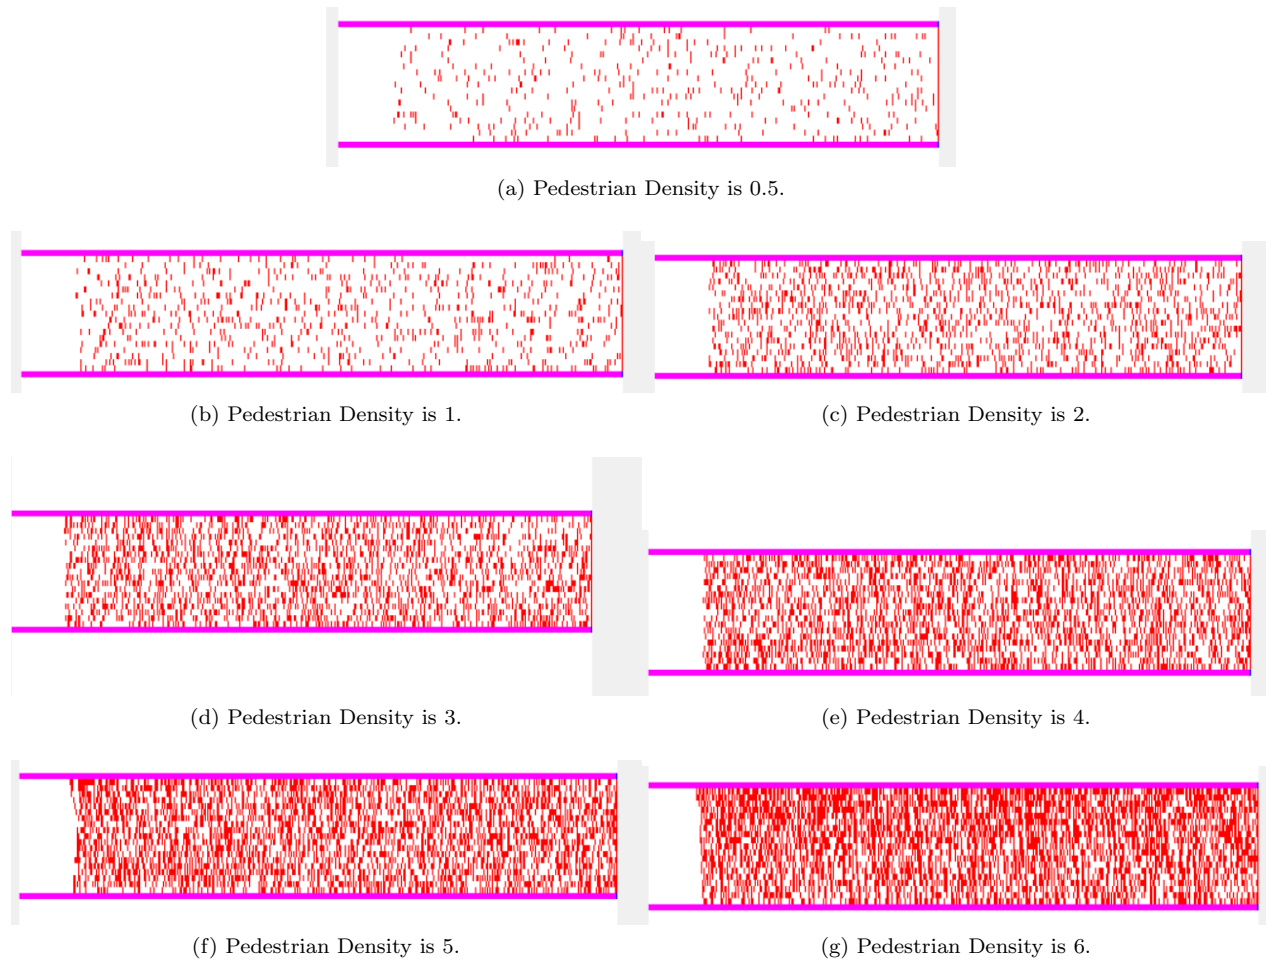 (a) Pedestrian Density is 0.5.
(b) Pedestrian Density is 1.
(c) Pedestrian Density is 2.
(d) Pedestrian Density is 3.
(e) Pedestrian Density is 4.
(f) Pedestrian Density is 5.
(g) Pedestrian Density is 6.